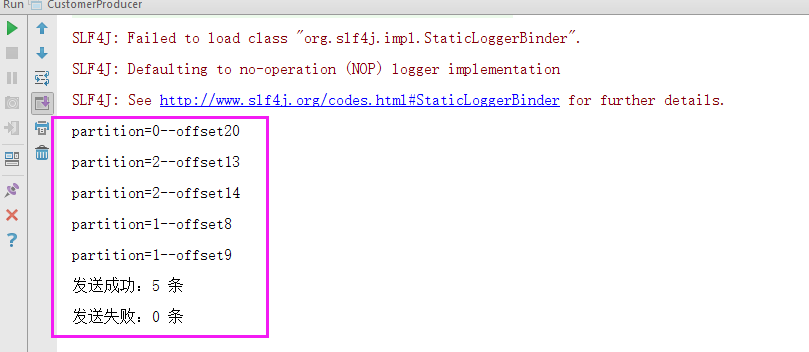 Run CustomerProducer
SLF4J: Failed to load class "org.slf4j.impl.StaticLoggerBinder".
SLF4J: Defaulting to no-operation (NOP) logger implementation
SLF4J: See http://www.slf4j.org/codes.html#StaticLoggerBinder for further details.
partition=0--offset20
partition=2--offset13
partition=2--offset14
partition=1--offset8
partition=1--offset9
发送成功：5 条
发送失败：0 条